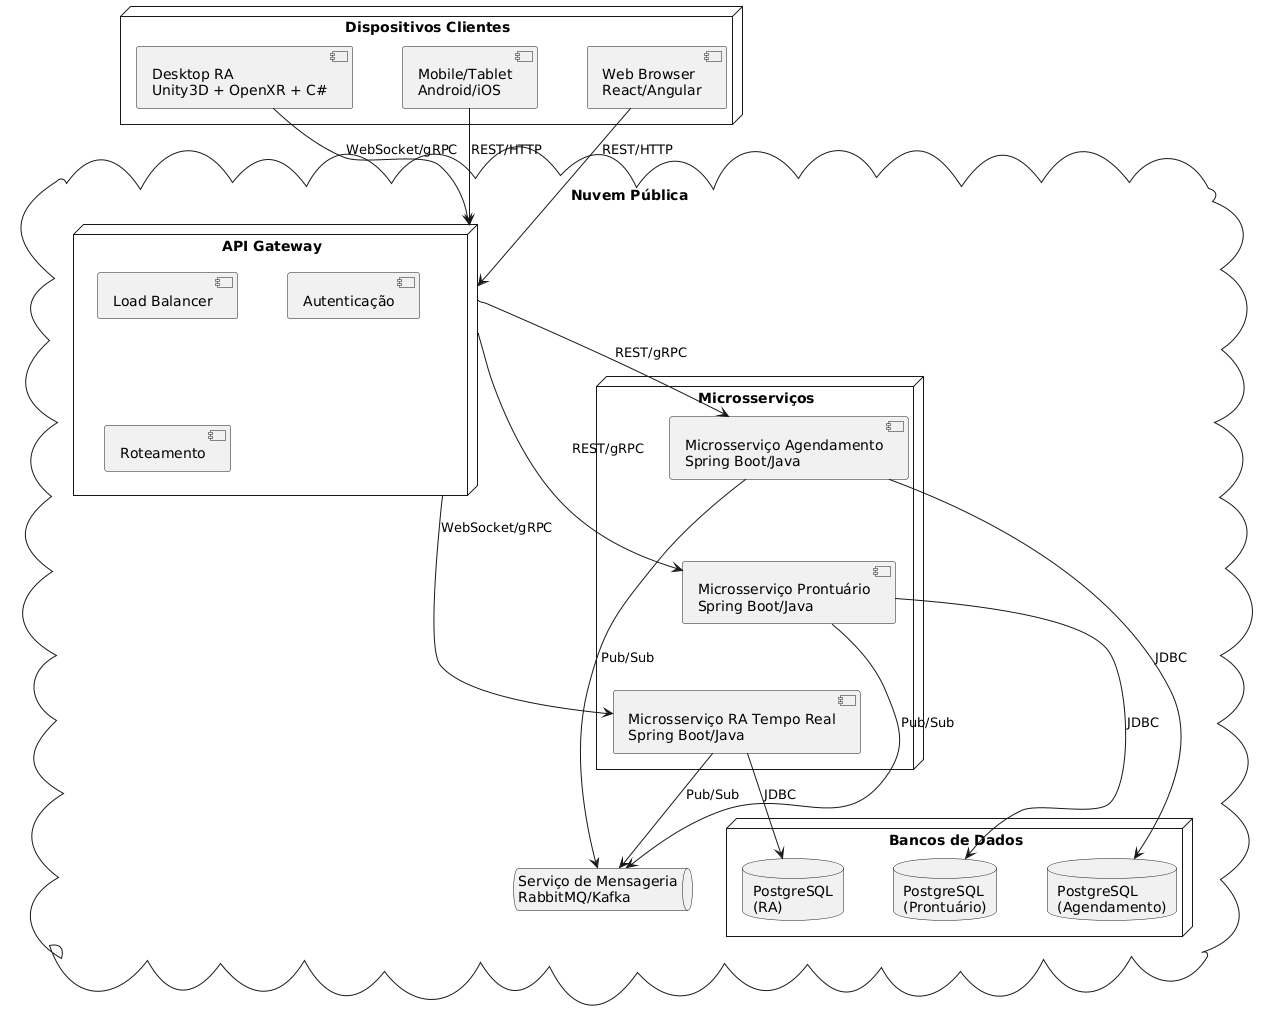 Dispositivos Clientes
Desktop RA
Unity3D + OpenXR + C#
Mobile/Tablet
Android/iOS
Web Browser
React/Angular
WebSocket/gRPC
REST/HTTP
REST/HTTP
Nuvem Pública
API Gateway
Load Balancer
Autenticação
Roteamento
REST/gRPC
REST/gRPC
WebSocket/gRPC
Microsserviços
Microsserviço Agendamento
Spring Boot/Java
Microsserviço Prontuário
Spring Boot/Java
Microsserviço RA Tempo Real
Spring Boot/Java
Pub/Sub
JDBC
Pub/Sub
JDBC
Pub/Sub
JDBC
Bancos de Dados
Serviço de Mensageria
RabbitMQ/Kafka
PostgreSQL
(RA)
PostgreSQL
(Prontuário)
PostgreSQL
(Agendamento)